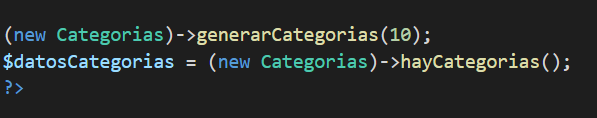 (new Categorias)->generarCategorias(10);
$datosCategorias = (new Categorias)->hayCategorias();
?>